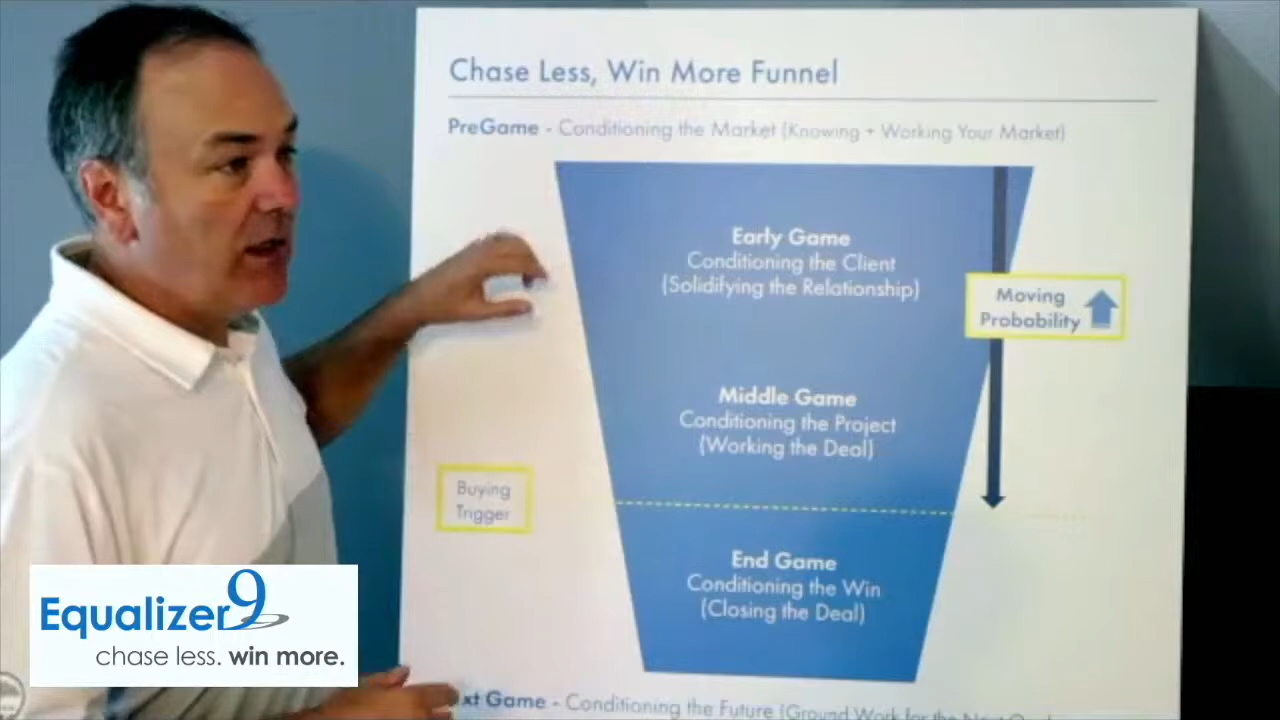 Chase Less, Win More Funnel
PreGame - Conditioning the Market (Knowing + Working Your Market)
Early Game
Conditioning the Client
(Solidifying the Relationship)
Moving
Probability
Middle Game
Conditioning the Project
(Working the Deal)
Buying
Trigger
End Game
Conditioning the Win
(Closing the Deal)
xt Game - Conditioning the Future (Ground Work for the
Equalizer9
chase less. win more.